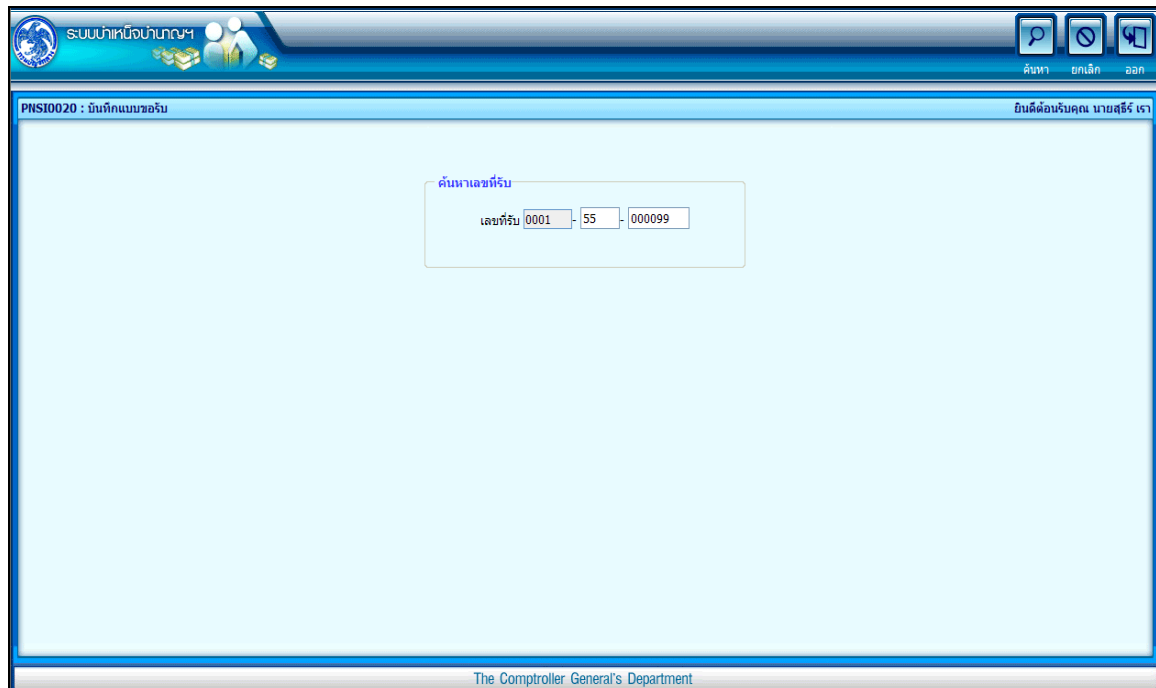 ระบบบำเหน็จบำนาญฯ
ค้นหา ยกเลิก ออก
PNSI0020 : บันทึกแบบขอรับ ยินดีต้อนรับคุณ นายสุธีร์ เรา
ค้นหาเลขที่รับ
เลขที่รับ 0001 - 55 - 000099
The Comptroller General's Department